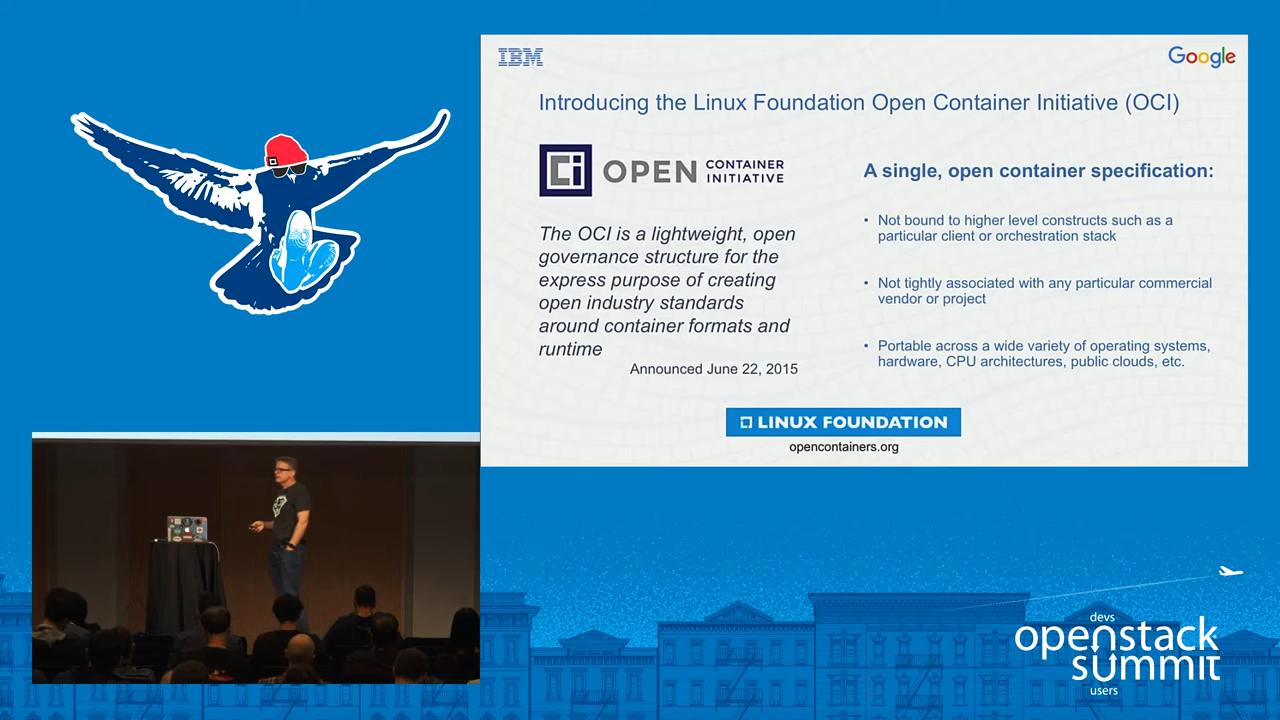 IBM
Google
Introducing the Linux Foundation Open Container Initiative (OCI)
Ci OPEN CONTAINER INITIATIVE
The OCI is a lightweight, open
governance structure for the
express purpose of creating
open industry standards
around container formats and
runtime
Announced June 22, 2015
A single, open container specification:
• Not bound to higher level constructs such as a
particular client or orchestration stack
• Not tightly associated with any particular commercial
vendor or project
• Portable across a wide variety of operating systems,
hardware, CPU architectures, public clouds, etc.
LINUX FOUNDATION
opencontainers.org
devs
openstack
summit
users